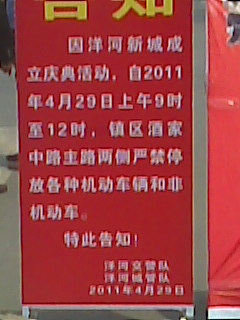 告知
因洋河新城成
立庆典活动，自2011
年4月29日上午9时
至12时，镇区酒家
中路主路两侧严禁停
放各种机动车辆和非
机动车。
特此告知！
洋河交警队
洋河城管队
2011年4月29日